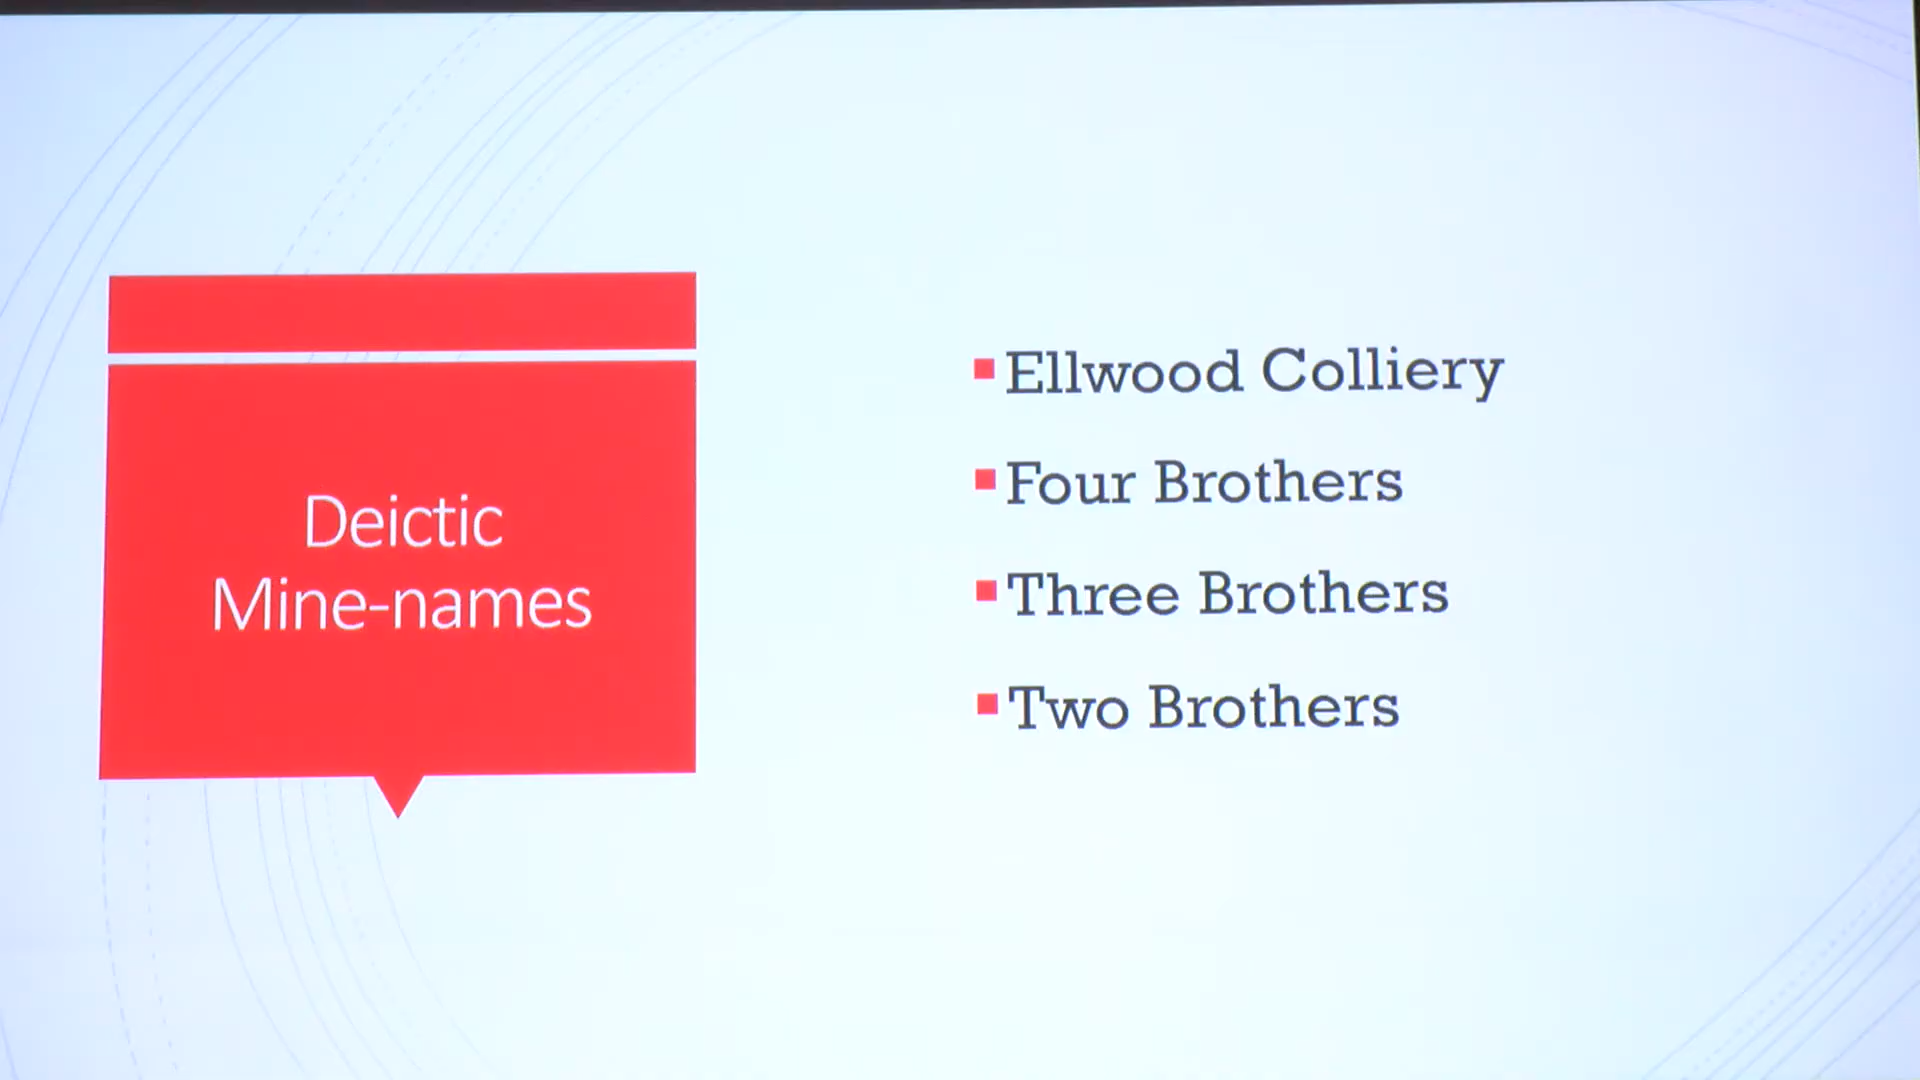 Deictic
Mine-names
Ellwood Colliery
Four Brothers
Three Brothers
Two Brothers